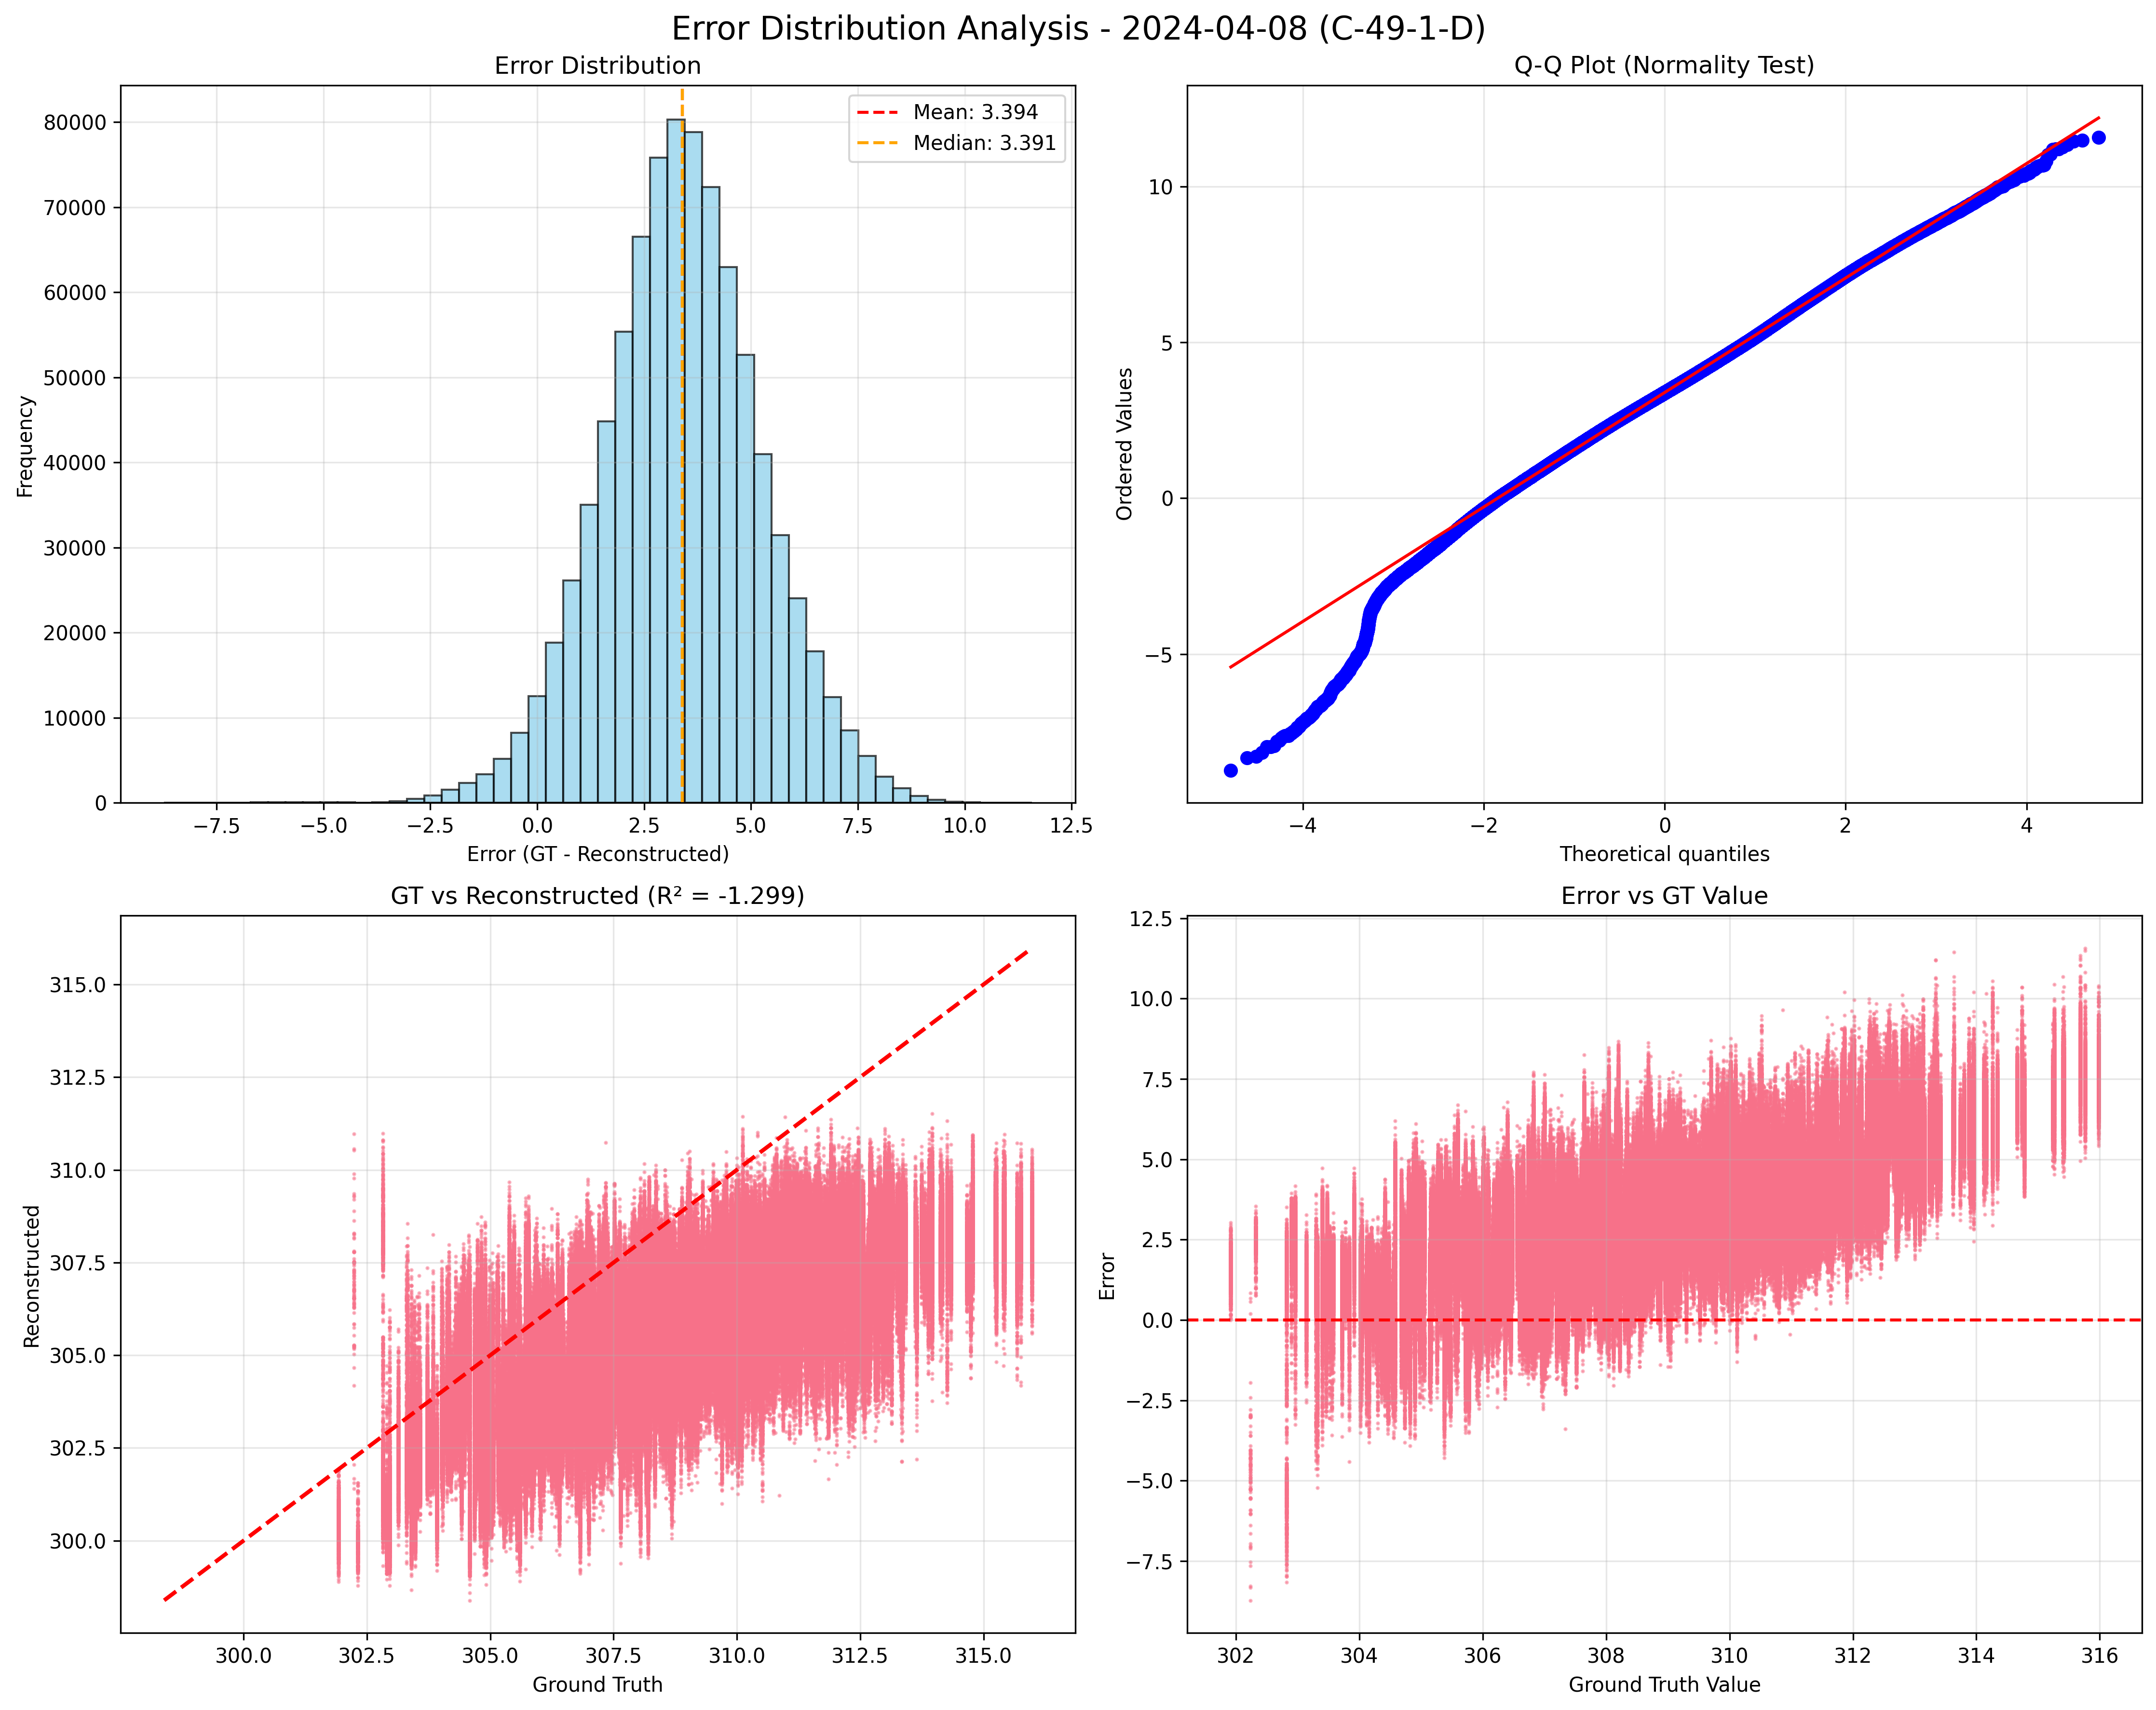 Error Distribution Analysis - 2024-04-08 (C-49-1-D)
Error Distribution
Mean: 3.394
Median: 3.391
Frequency
80000
70000
60000
50000
40000
30000
20000
10000
0
−7.5 −5.0 −2.5 0.0 2.5 5.0 7.5 10.0 12.5
Error (GT - Reconstructed)
Q-Q Plot (Normality Test)
Ordered Values
10
5
0
−5
−4 −2 0 2 4
Theoretical quantiles
GT vs Reconstructed (R² = -1.299)
Reconstructed
315.0
312.5
310.0
307.5
305.0
302.5
300.0
300.0 302.5 305.0 307.5 310.0 312.5 315.0
Ground Truth
Error vs GT Value
Error
12.5
10.0
7.5
5.0
2.5
0.0
−2.5
−5.0
−7.5
302 304 306 308 310 312 314 316
Ground Truth Value